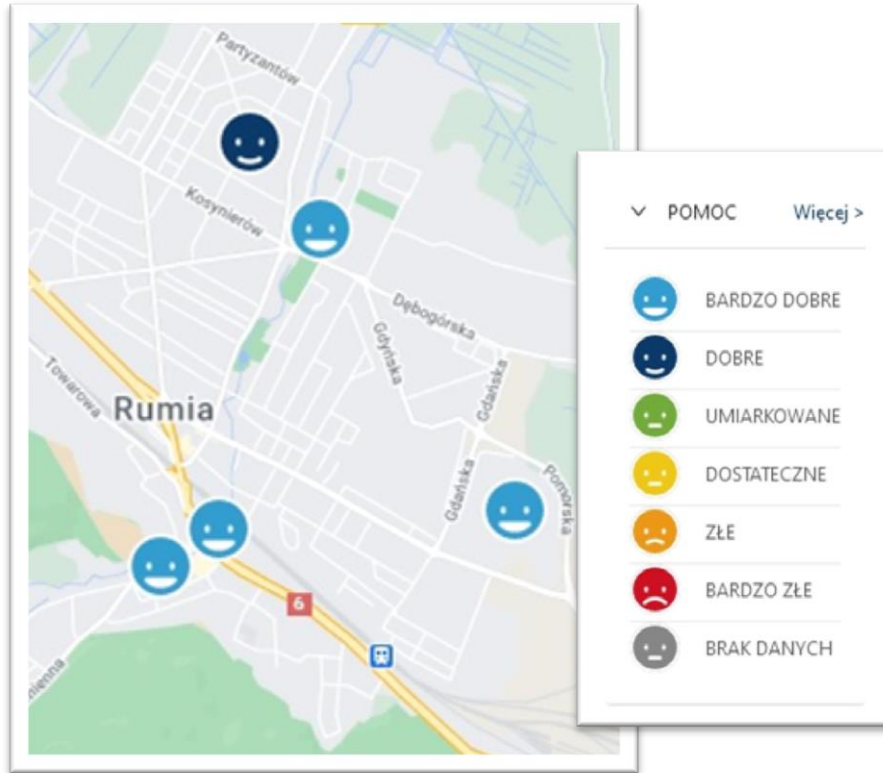 Partyzantów
Kosynierów
Dębogórska
Gdyńska
Gdańska
Towarowa
Rumia
Gdańska
Pomorska
6
mienna
POMOC Więcej >
BARDZO DOBRE
DOBRE
UMIARKOWANE
DOSTATECZNE
ZŁE
BARDZO ZŁE
BRAK DANYCH